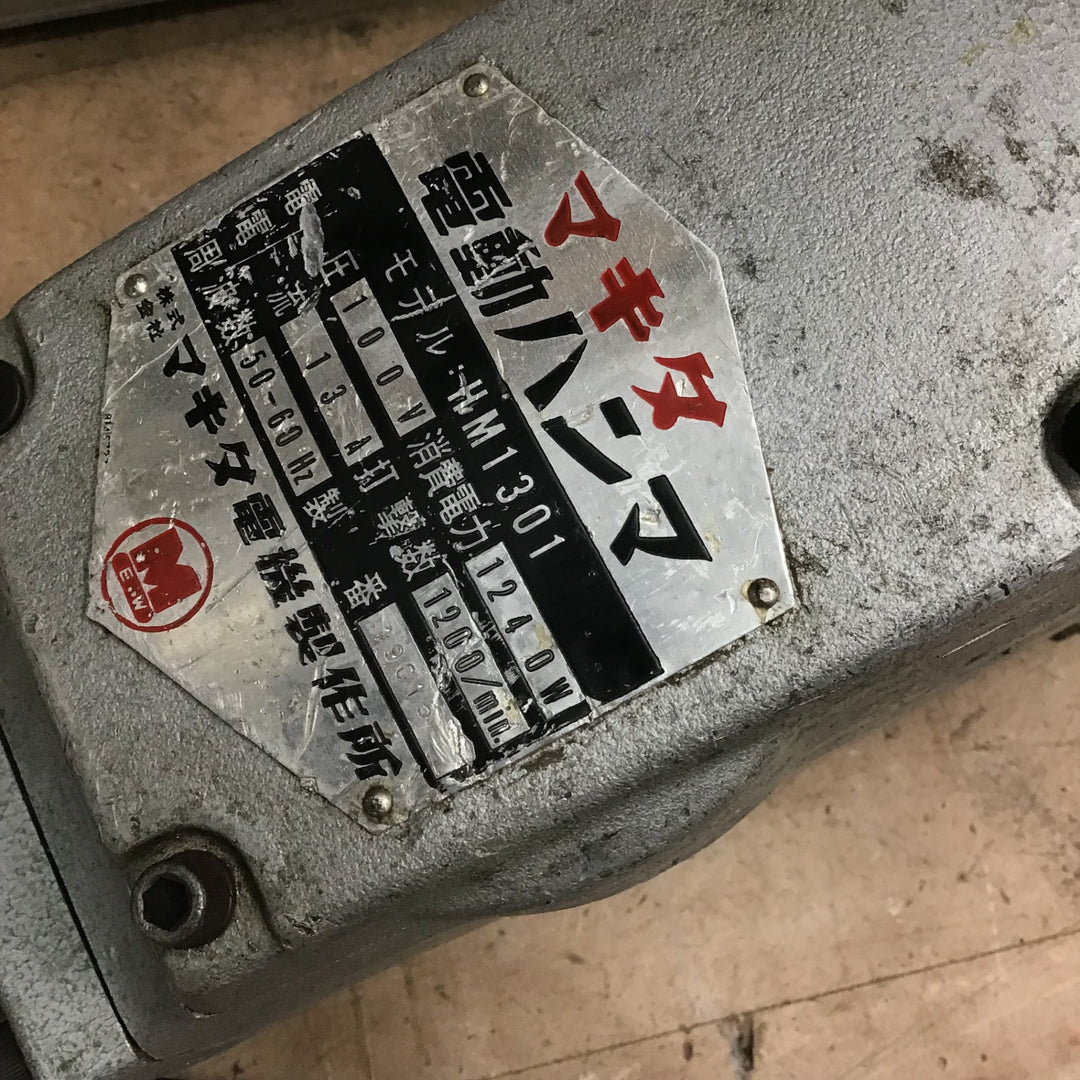 マキタ
電動ハンマ
モデル:HM1301
電圧 100V 消費電力 1240W
電流 13A 打撃数 1200/min.
周波数 50-60Hz 製番
株式会社 マキタ電機製作所
M